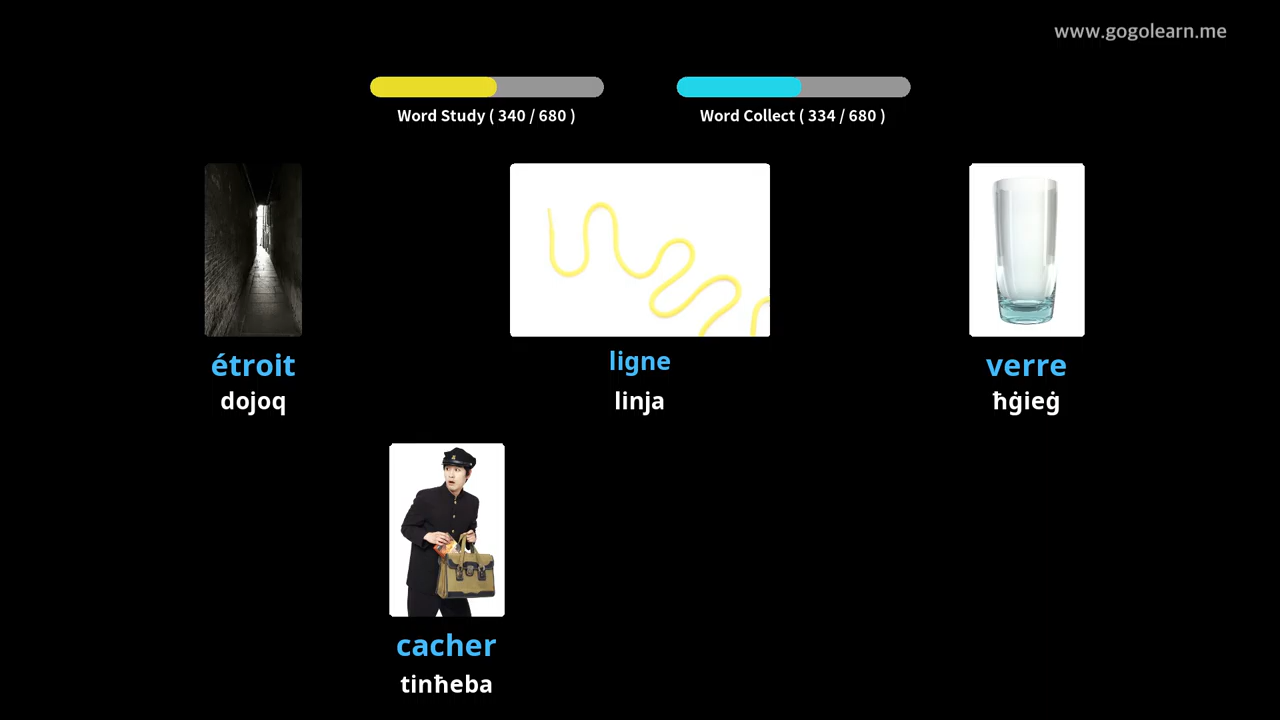 www.gogolearn.me
Word Study ( 340 / 680 )
Word Collect ( 334 / 680 )
étroit
dojoq
ligne
linja
verre
ħġieġ
cacher
tinħeba